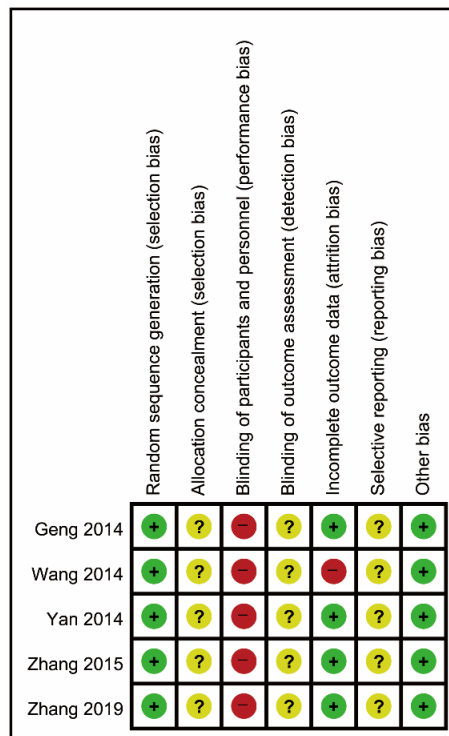 Random sequence generation (selection bias)
Allocation concealment (selection bias)
Blinding of participants and personnel (performance bias)
Blinding of outcome assessment (detection bias)
Incomplete outcome data (attrition bias)
Selective reporting (reporting bias)
Other bias
Geng 2014 + ? – ? + ? +
Wang 2014 + ? – ? – ? +
Yan 2014 + ? – ? + ? +
Zhang 2015 + ? – ? + ? +
Zhang 2019 + ? – ? + ? +